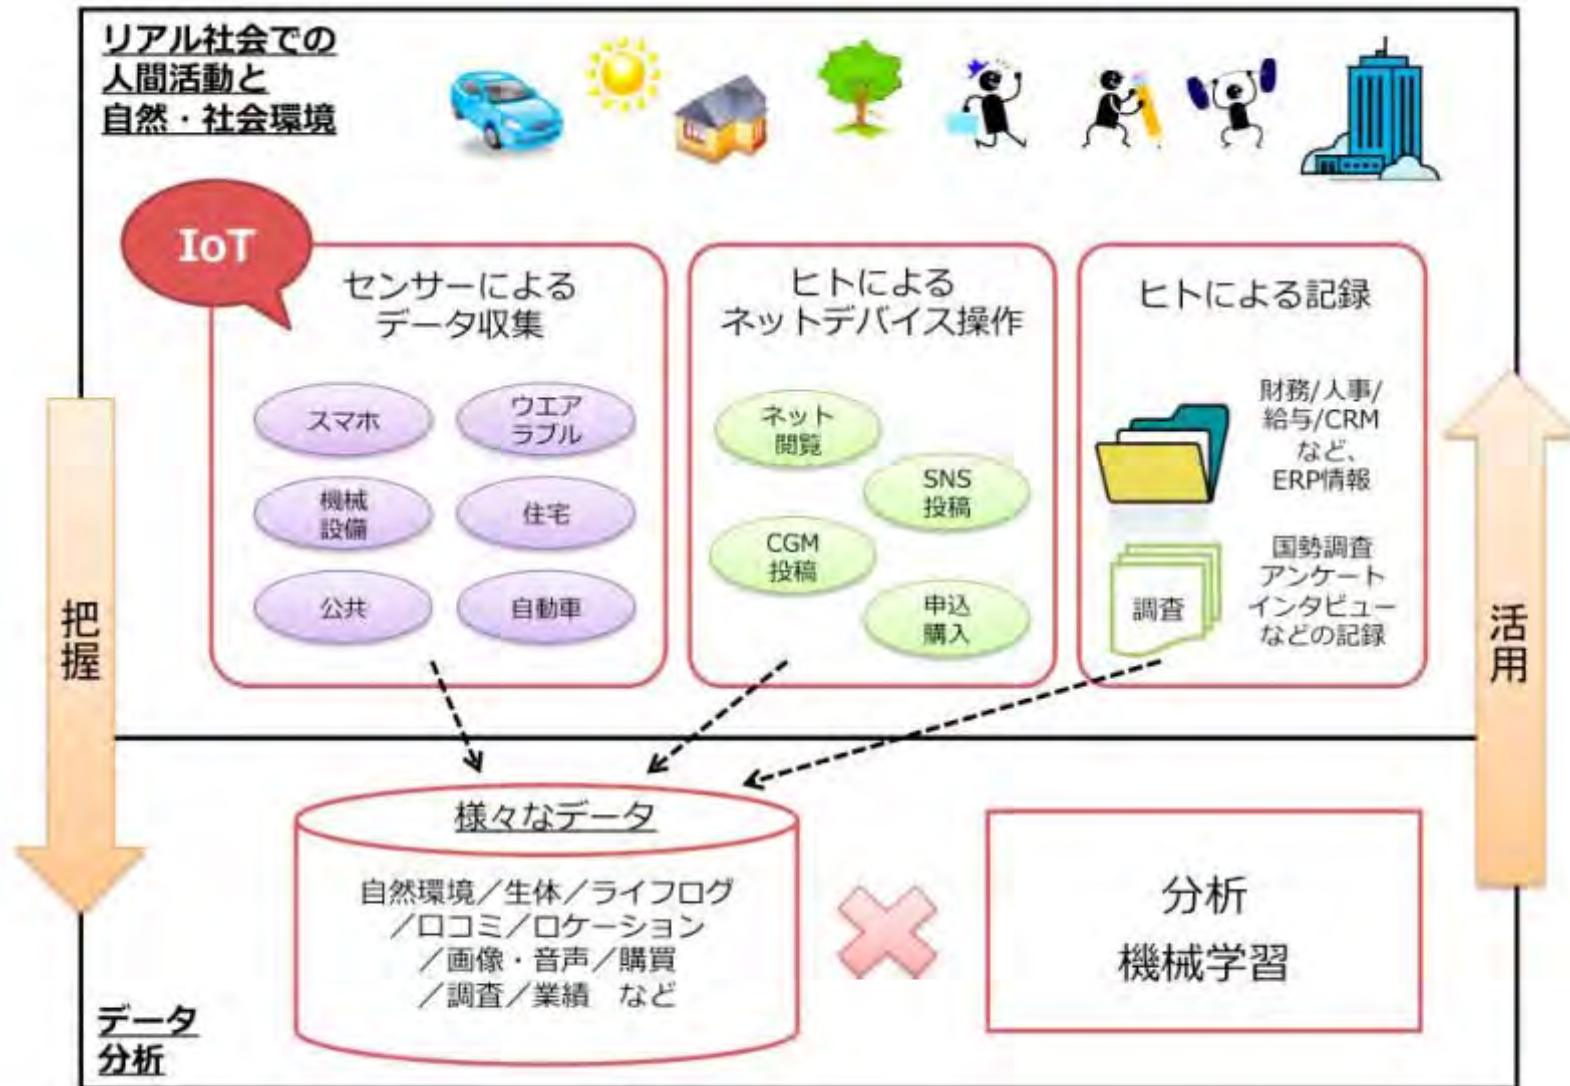 リアル社会での
人間活動と
自然・社会環境
IoT
センサーによる
データ収集
スマホ
ウエア
ラブル
機械
設備
住宅
公共
自動車
ヒトによる
ネットデバイス操作
ネット
閲覧
SNS
投稿
CGM
投稿
申込
購入
ヒトによる記録
財務/人事/
給与/CRM
など、
ERP情報
調査
国勢調査
アンケート
インタビュー
などの記録
把握
活用
様々なデータ
自然環境／生体／ライフログ
／口コミ／ロケーション
／画像・音声／購買
／調査／業績　など
分析
機械学習
データ
分析